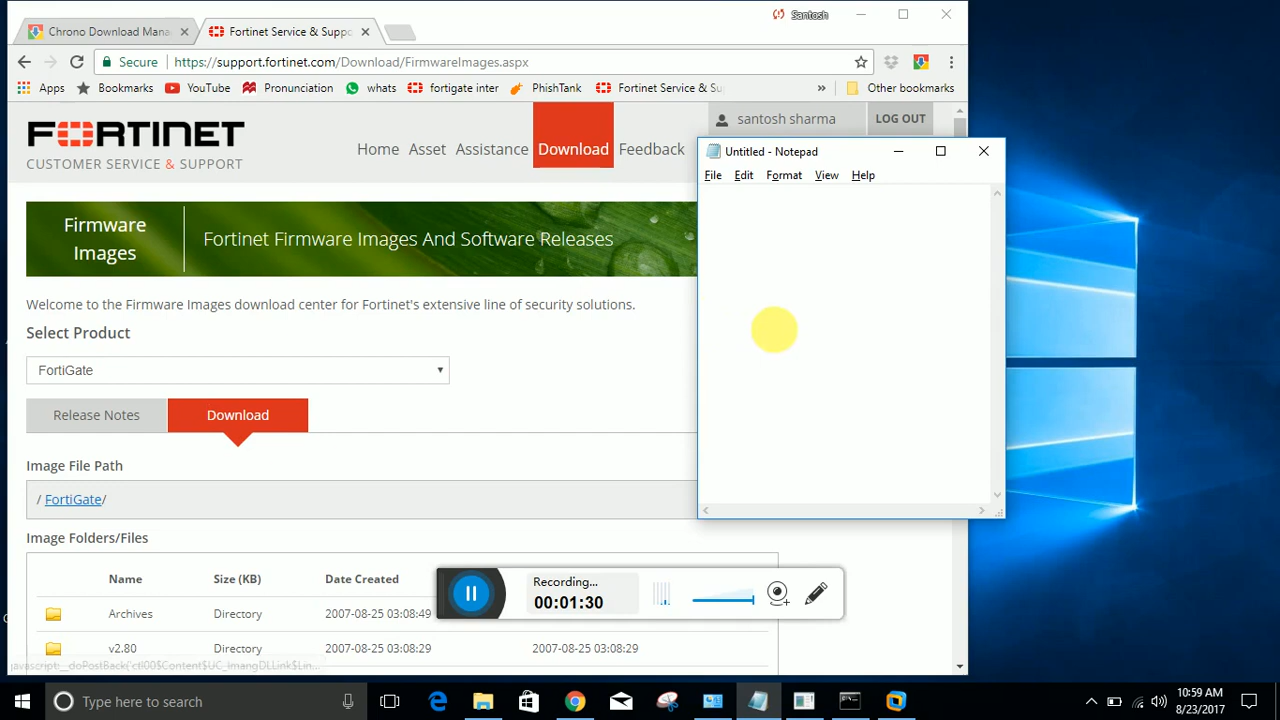 Santosh
Chrono Download Mana
Fortinet Service & Suppo
Secure
https://support.fortinet.com/Download/FirmwareImages.aspx
Apps
Bookmarks
YouTube
Pronunciation
whats
fortigate inter
PhishTank
Fortinet Service & Su
»
Other bookmarks
FORTINET
CUSTOMER SERVICE & SUPPORT
Home
Asset
Assistance
Download
Feedback
santosh sharma
LOG OUT
Untitled - Notepad
File
Edit
Format
View
Help
Firmware
Images
Fortinet Firmware Images And Software Releases
Welcome to the Firmware Images download center for Fortinet's extensive line of security solutions.
Select Product
FortiGate
Release Notes
Download
Image File Path
/ FortiGate/
Image Folders/Files
Name
Size (KB)
Date Created
Archives
Directory
2007-08-25 03:08:49
v2.80
Directory
2007-08-25 03:08:29
2007-08-25 03:08:29
Recording...
00:01:30
javascript:__doPostBack('ctl00$Content$UC_ImangDLLink$Lin...
Type here to search
10:59 AM
8/23/2017